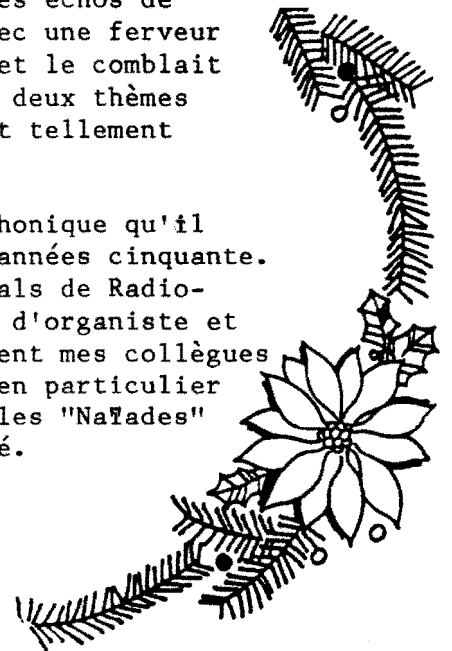 es échos de
ec une ferveur
et le comblait
deux thèmes
t tellement
honique qu'il
années cinquante.
als de Radio-
d'organiste et
ent mes collègues
en particulier
les "Naïades"
é.